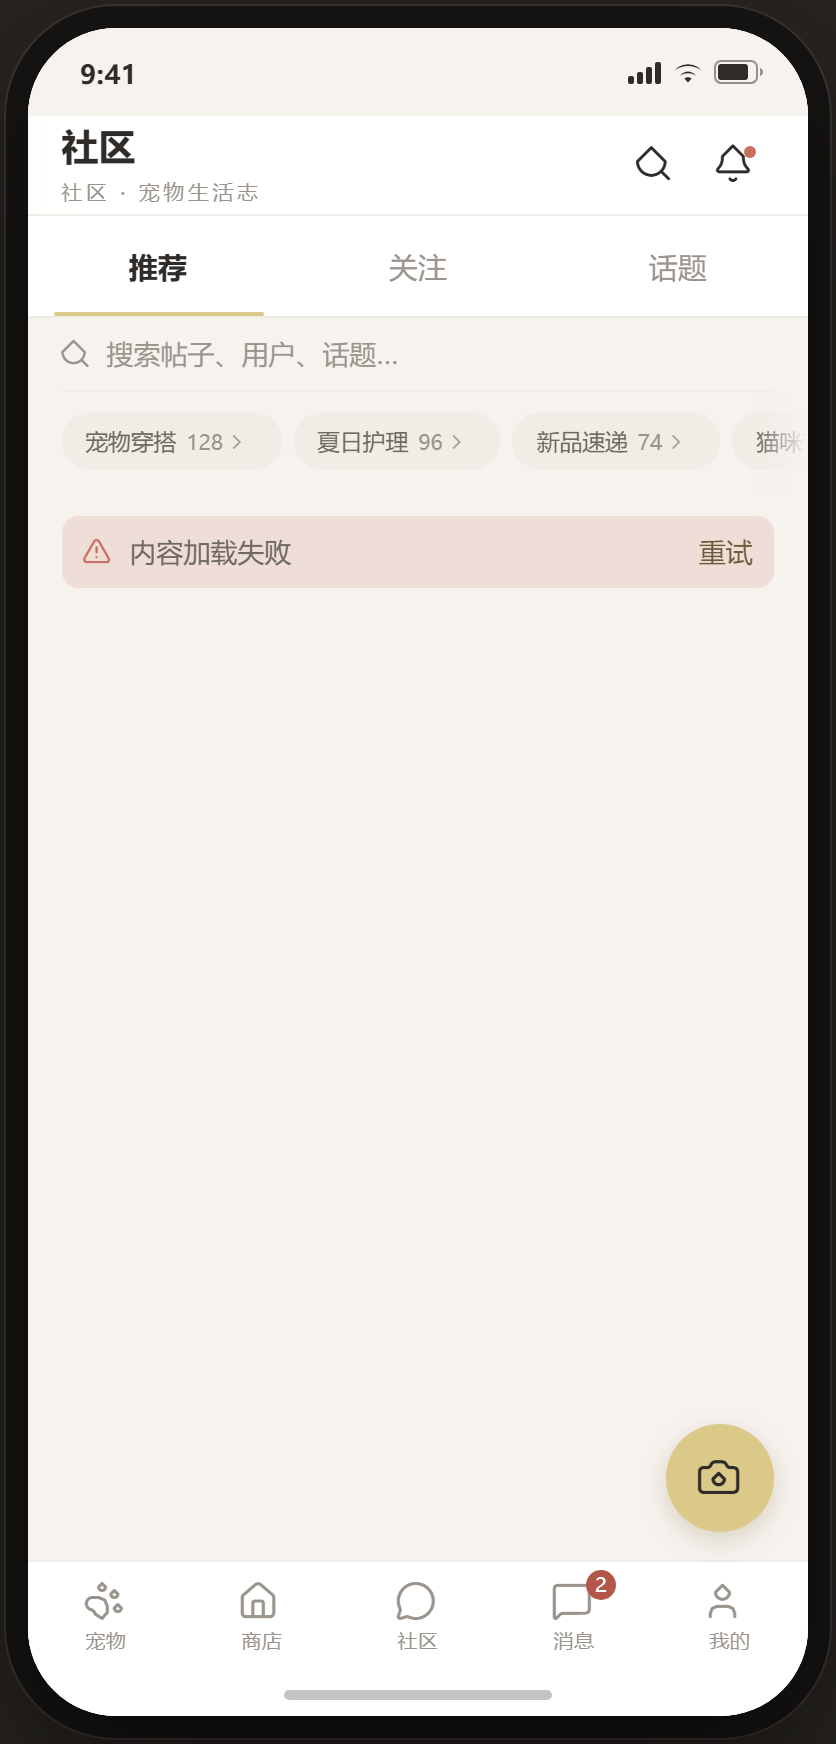 9:41
社区
社区 · 宠物生活志
推荐 关注 话题
搜索帖子、用户、话题...
宠物穿搭 128 夏日护理 96 新品速递 74 猫咪
内容加载失败 重试
2
宠物 商店 社区 消息 我的